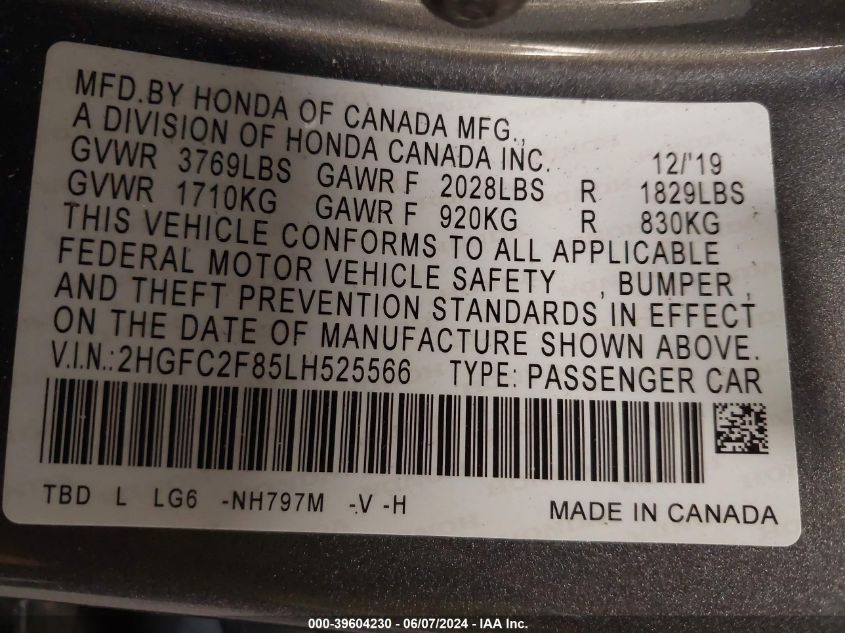 MFD.BY HONDA OF CANADA MFG.,
A DIVISION OF HONDA CANADA INC. 12/'19
GVWR 3769LBS GAWR F 2028LBS R 1829LBS
GVWR 1710KG GAWR F 920KG R 830KG
THIS VEHICLE CONFORMS TO ALL APPLICABLE
FEDERAL MOTOR VEHICLE SAFETY , BUMPER ,
AND THEFT PREVENTION STANDARDS IN EFFECT
ON THE DATE OF MANUFACTURE SHOWN ABOVE.
V.I.N.:2HGFC2F85LH525566 TYPE: PASSENGER CAR
TBD L LG6 -NH797M -V -H MADE IN CANADA
000-39604230 - 06/07/2024 - IAA Inc.